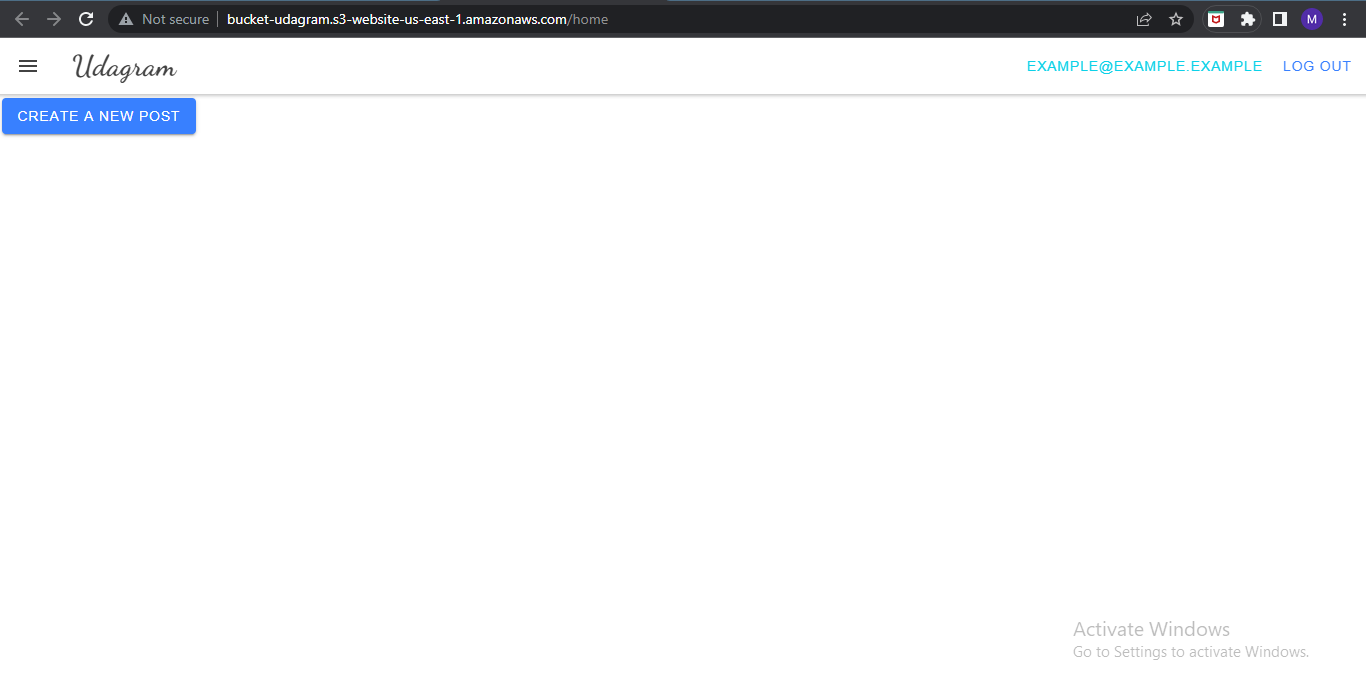 Not secure bucket-udagram.s3-website-us-east-1.amazonaws.com/home M
Udagram EXAMPLE@EXAMPLE.EXAMPLE LOG OUT
CREATE A NEW POST
Activate Windows
Go to Settings to activate Windows.